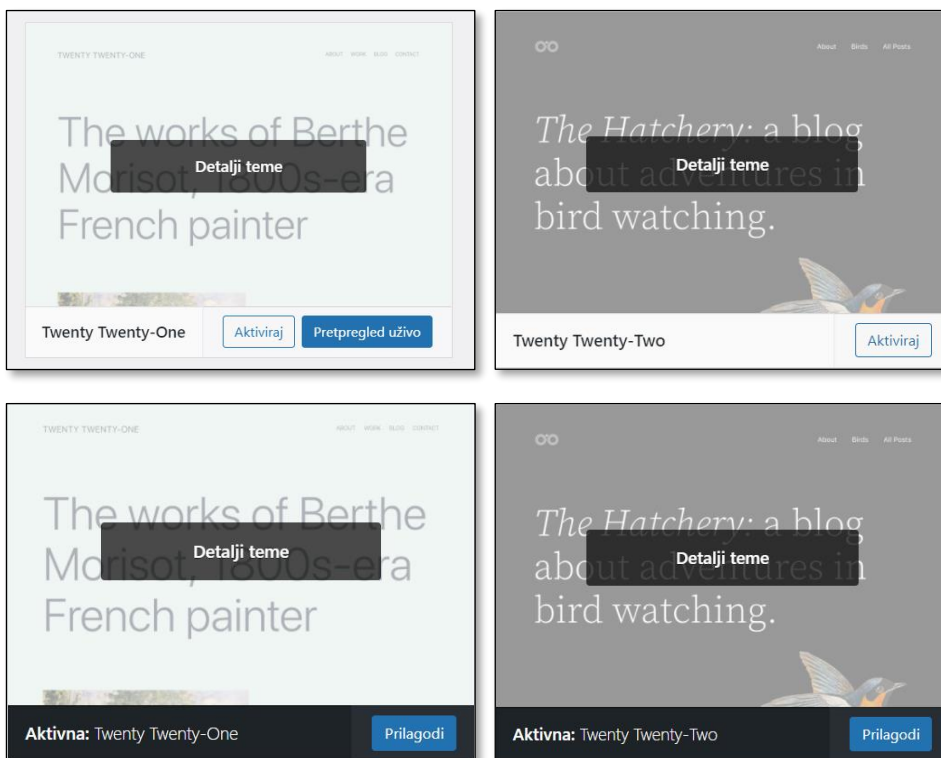 TWENTY TWENTY-ONE
ABOUT WORK BLOG CONTACT
The works of Berthe
Morisot, 1800s-era
French painter
Detalji teme
Twenty Twenty-One
Aktiviraj
Pretpregled uživo
About Birds All Posts
The Hatchery: a blog
about adventures in
bird watching.
Detalji teme
Twenty Twenty-Two
Aktiviraj
TWENTY TWENTY-ONE
ABOUT WORK BLOG CONTACT
The works of Berthe
Morisot, 1800s-era
French painter
Detalji teme
Aktivna: Twenty Twenty-One
Prilagodi
About Birds All Posts
The Hatchery: a blog
about adventures in
bird watching.
Detalji teme
Aktivna: Twenty Twenty-Two
Prilagodi